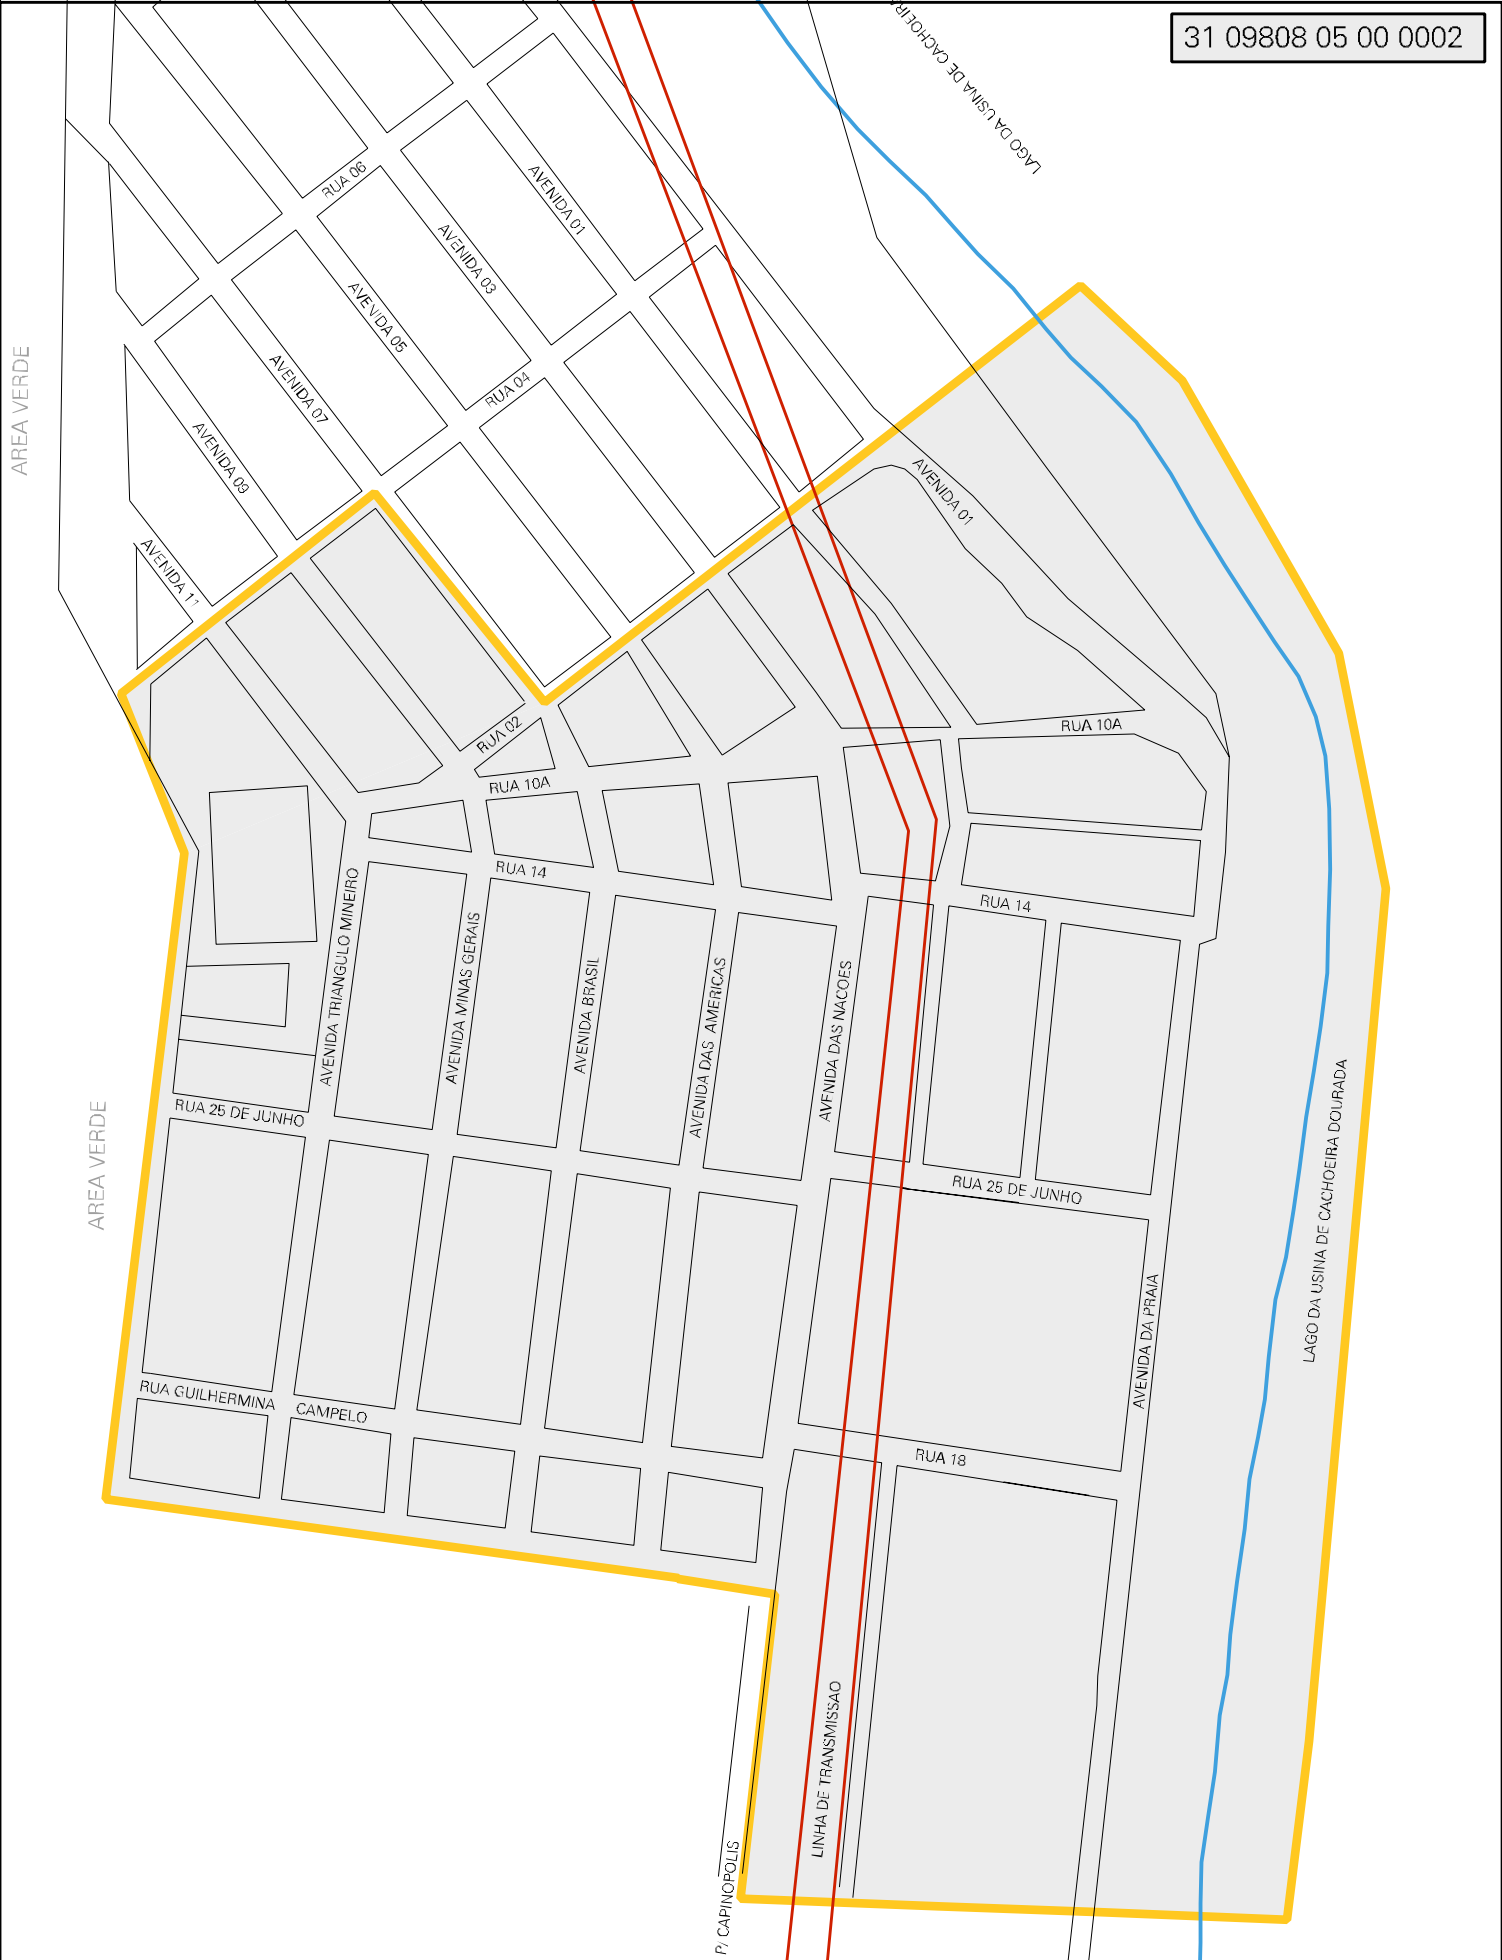 31 09808 05 00 0002
LAGO DA USINA DE CACHOEIRA
RUA 06
AVENIDA 01
AVENIDA 03
AVENIDA 05
AVENIDA 07
RUA 04
AREA VERDE
AVENIDA 09
AVENIDA 01
AVENIDA 11
RUA 02
RUA 10A
RUA 10A
RUA 14
RUA 14
AVENIDA TRIANGULO MINEIRO
AVENIDA MINAS GERAIS
AVENIDA BRASIL
AVENIDA DAS AMERICAS
AVENIDA DAS NACOES
RUA 25 DE JUNHO
RUA 25 DE JUNHO
AREA VERDE
LAGO DA USINA DE CACHOEIRA DOURADA
AVENIDA DA PRAIA
RUA GUILHERMINA CAMPELO
RUA 18
LINHA DE TRANSMISSAO
P/ CAPINOPOLIS